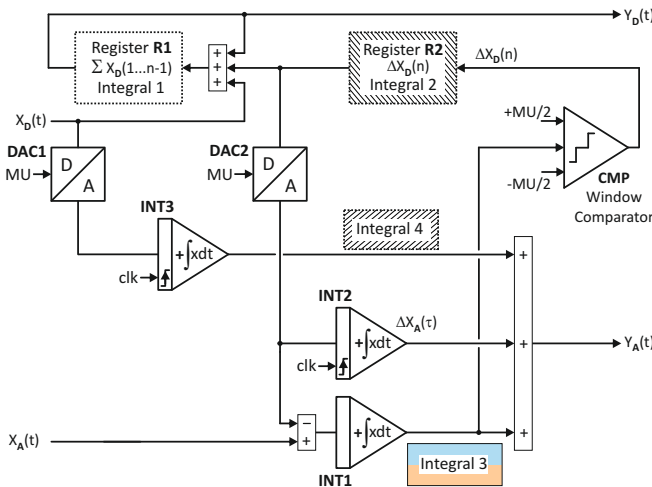 Y_D(t)
Register R1
Σ X_D(1...n-1)
Integral 1
+
+
+
Register R2
ΔX_D(n)
Integral 2
ΔX_D(n)
X_D(t)
+MU/2
-MU/2
CMP
Window
Comparator
DAC1
MU
D
A
DAC2
MU
D
A
INT3
clk
+∫xdt
Integral 4
+
INT2
clk
+∫xdt
ΔX_A(τ)
+
Y_A(t)
X_A(t)
−
+
+∫xdt
INT1
+
Integral 3